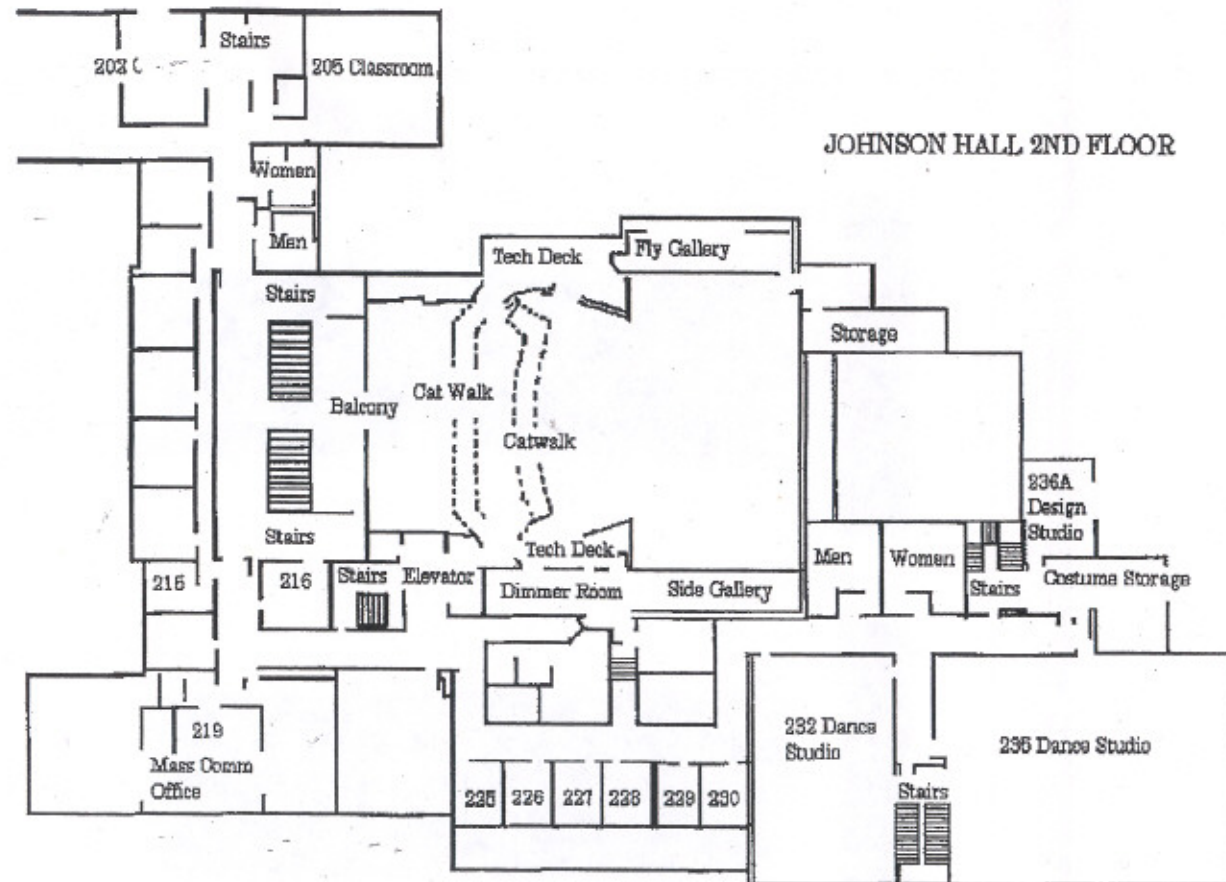 Stairs
202 C
205 Classroom
JOHNSON HALL 2ND FLOOR
Women
Men
Tech Deck
Fly Gallery
Stairs
Storage
Cat Walk
Balcony
Catwalk
236A
Design
Studio
Stairs
Tech Deck
Men
Women
215
216
Stairs
Elevator
Dimmer Room
Side Gallery
Stairs
Costume Storage
219
Mass Comm
Office
232 Dance
Studio
235 Dance Studio
225
226
227
228
229
230
Stairs